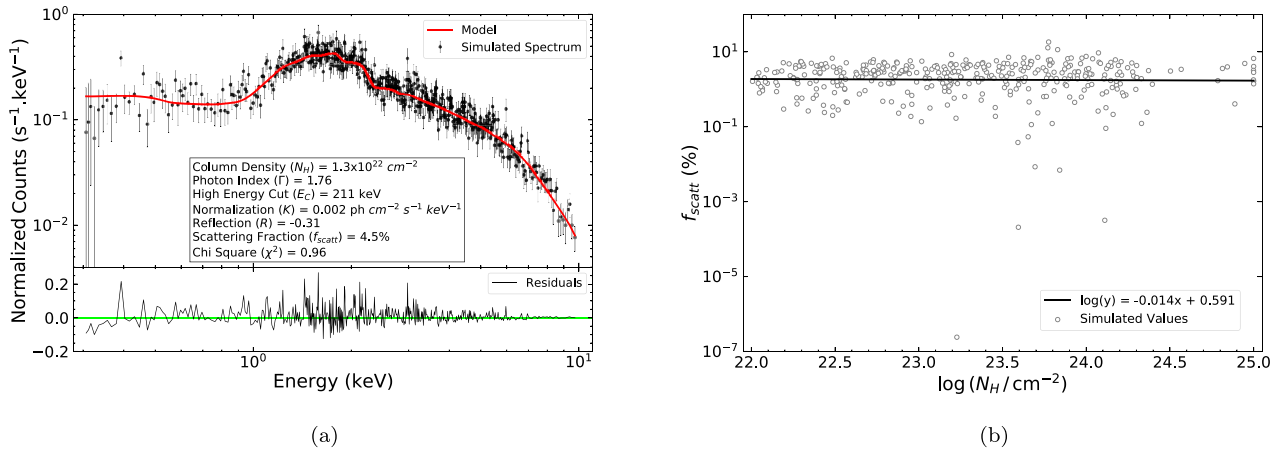 Normalized Counts (s⁻¹.keV⁻¹)
10⁰
10⁻¹
10⁻²
Model
Simulated Spectrum
Column Density (N_H) = 1.3x10²² cm⁻²
Photon Index (Γ) = 1.76
High Energy Cut (E_C) = 211 keV
Normalization (K) = 0.002 ph cm⁻² s⁻¹ keV⁻¹
Reflection (R) = -0.31
Scattering Fraction (f_scatt) = 4.5%
Chi Square (χ²) = 0.96
0.2
0.0
−0.2
Residuals
10⁰
10¹
Energy (keV)
(a)
f_scatt (%)
10¹
10⁻¹
10⁻³
10⁻⁵
10⁻⁷
log(y) = -0.014x + 0.591
Simulated Values
22.0 22.5 23.0 23.5 24.0 24.5 25.0
log (N_H / cm⁻²)
(b)